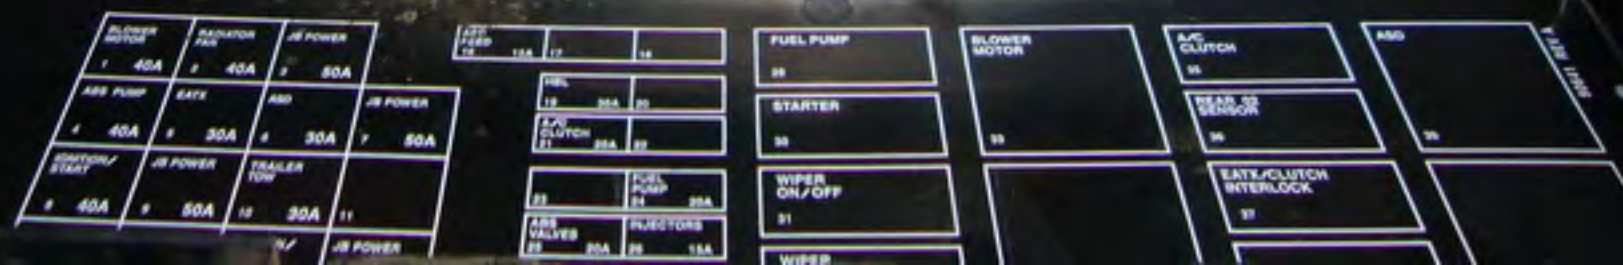 BLOWER
MOTOR
1 40A
RADIATOR
FAN
2 40A
JB POWER
3 50A
ABS PUMP
4 40A
EATX
5 30A
ASD
6 30A
JB POWER
7 50A
IGNITION/
START
8 40A
JB POWER
9 50A
TRAILER
TOW
10 30A
11
JB POWER
FEED
16 15A
17
18
19 30A
20
A/C
CLUTCH
21 20A
22
23
FUEL
PUMP
24 20A
ABS
VALVES
25 20A
INJECTORS
26 15A
FUEL PUMP
29
STARTER
30
WIPER
ON/OFF
31
WIPER
BLOWER
MOTOR
33
A/C
CLUTCH
35
REAR O2
SENSOR
36
EATX/CLUTCH
INTERLOCK
37
ASD
39
REV A